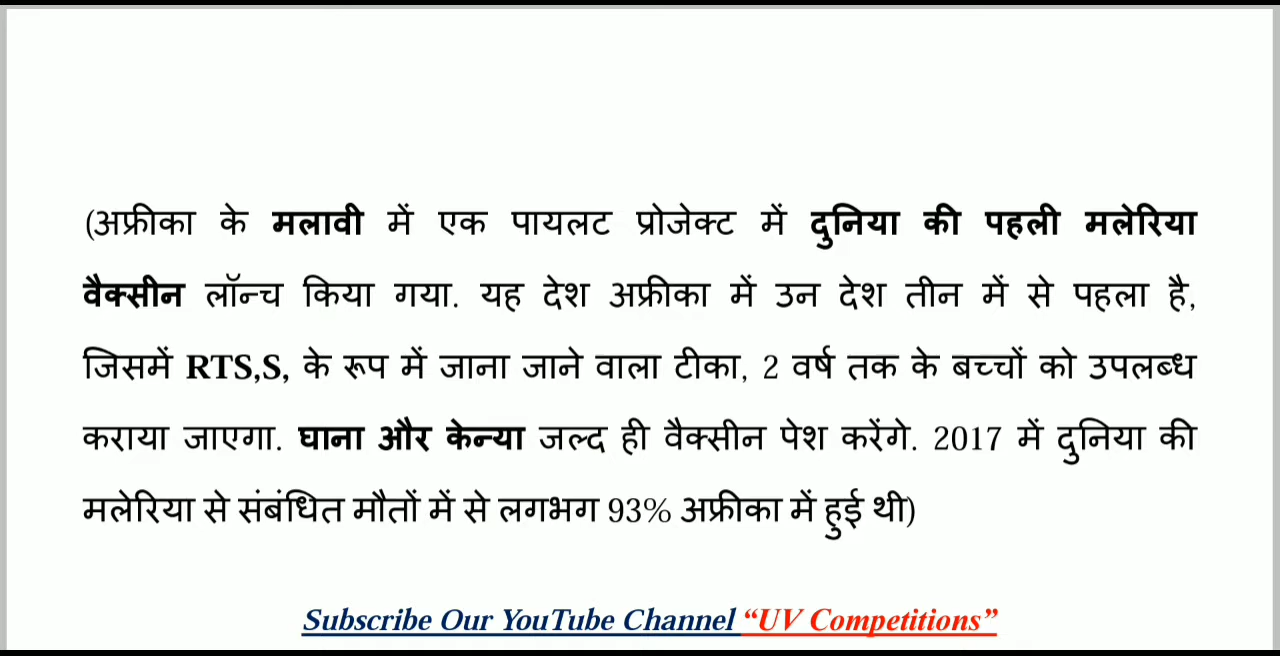 (अफ्रीका के मलावी में एक पायलट प्रोजेक्ट में दुनिया की पहली मलेरिया
वैक्सीन लॉन्च किया गया. यह देश अफ्रीका में उन देश तीन में से पहला है,
जिसमें RTS,S, के रूप में जाना जाने वाला टीका, 2 वर्ष तक के बच्चों को उपलब्ध
कराया जाएगा. घाना और केन्या जल्द ही वैक्सीन पेश करेंगे. 2017 में दुनिया की
मलेरिया से संबंधित मौतों में से लगभग 93% अफ्रीका में हुई थी)
Subscribe Our YouTube Channel “UV Competitions”